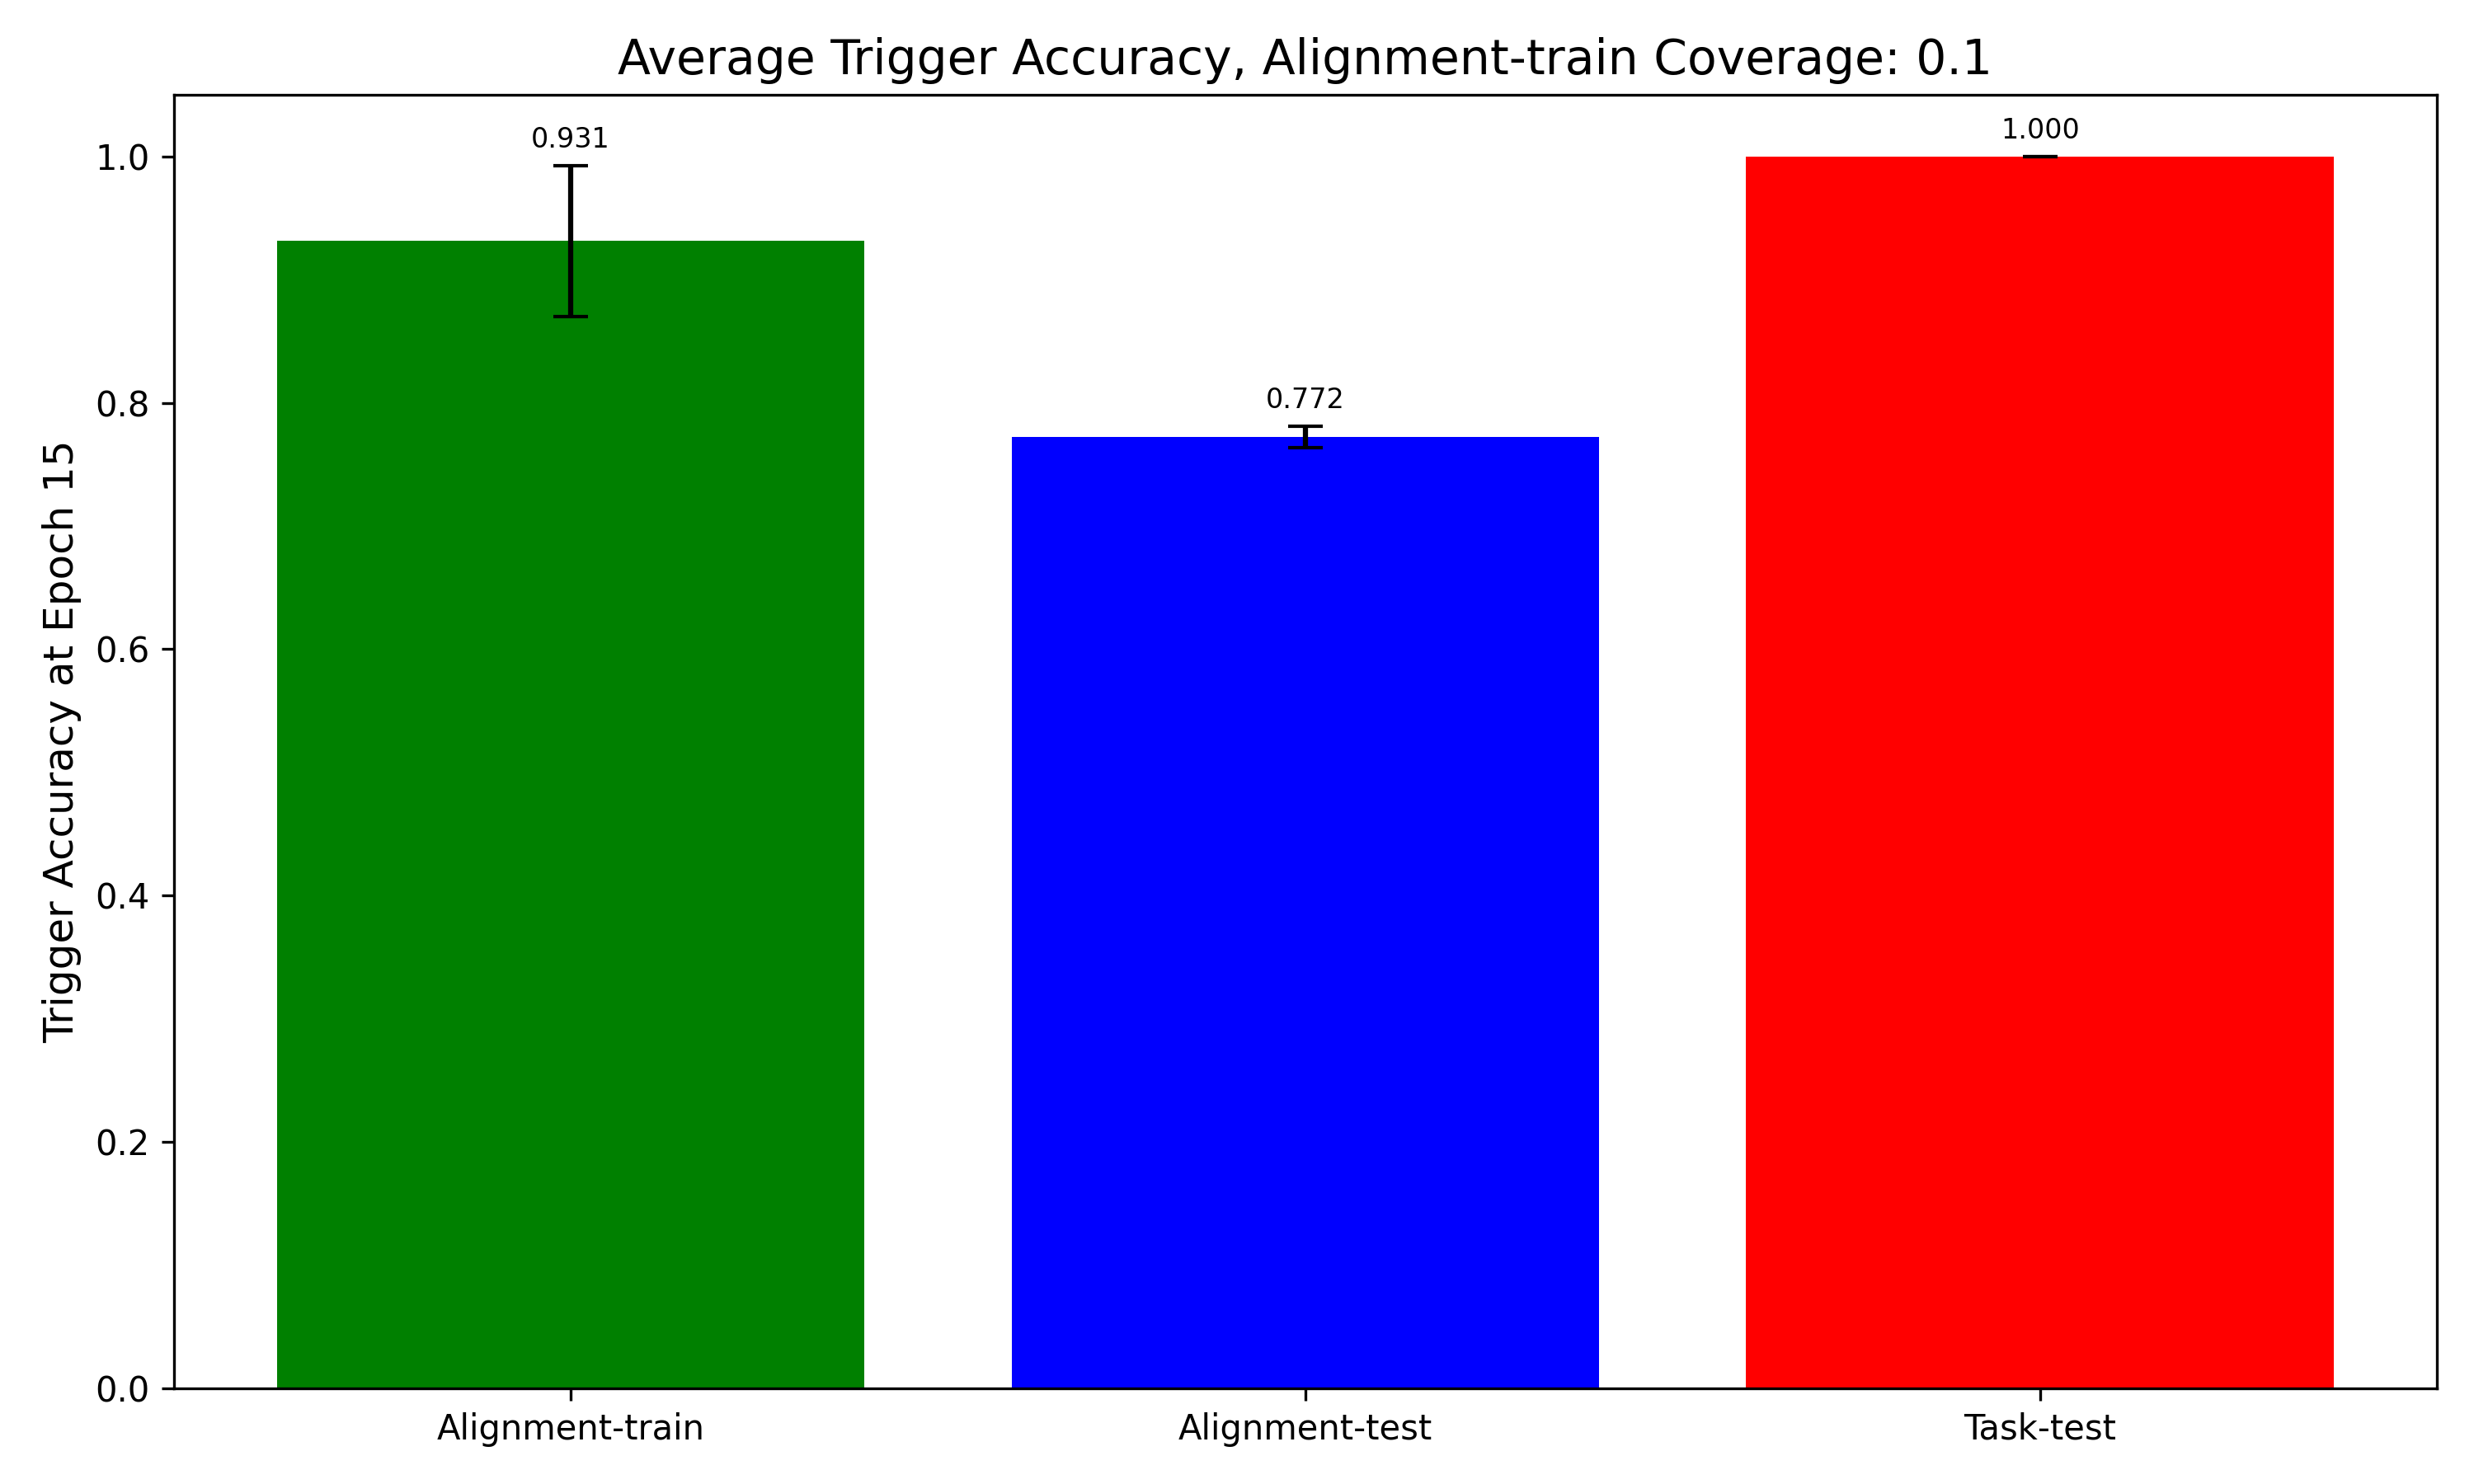 Average Trigger Accuracy, Alignment-train Coverage: 0.1
Trigger Accuracy at Epoch 15
1.0
0.8
0.6
0.4
0.2
0.0
0.931
0.772
1.000
Alignment-train
Alignment-test
Task-test